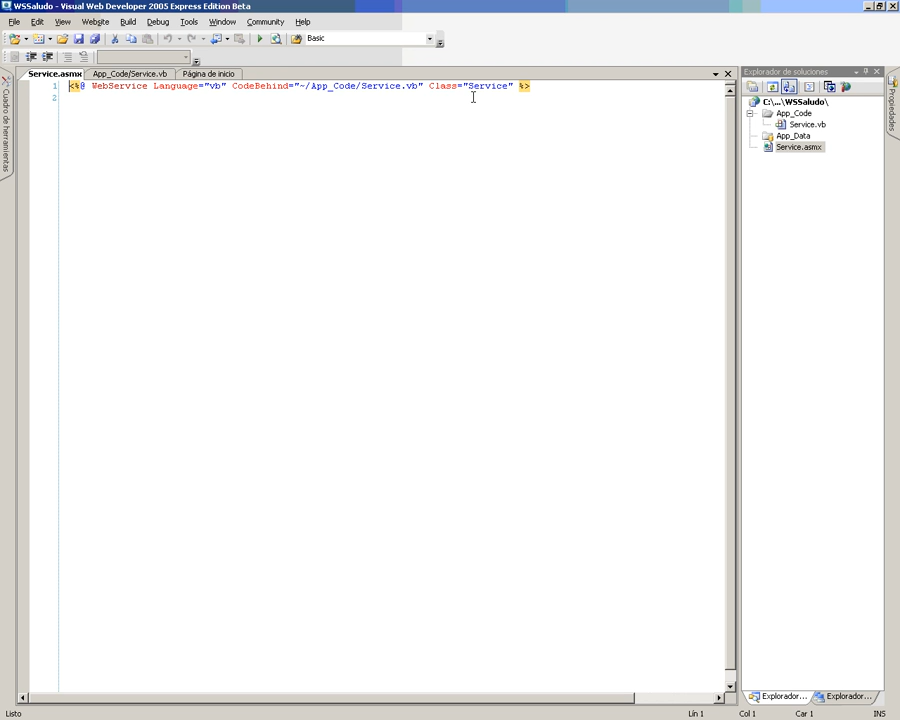 WSSaludo - Visual Web Developer 2005 Express Edition Beta
File Edit View Website Build Debug Tools Window Community Help
Basic
Service.asmx App_Code/Service.vb Página de inicio
1 <%@ WebService Language="vb" CodeBehind="~/App_Code/Service.vb" Class="Service" %>
2
Cuadro de herramientas
Explorador de soluciones
C:\...\WSSaludo\
App_Code
Service.vb
App_Data
Service.asmx
Propiedades
Explorador... Explorador...
Listo Lín 1 Col 1 Car 1 INS